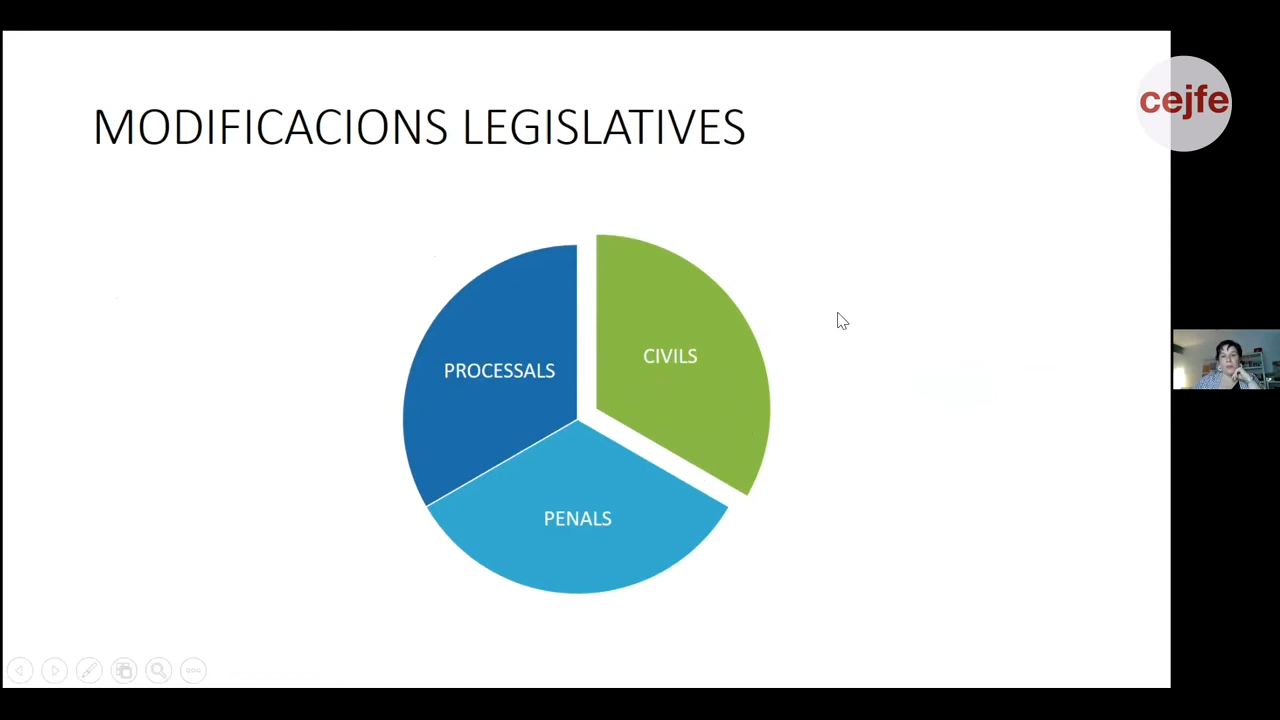 cejfe
MODIFICACIONS LEGISLATIVES
CIVILS
PROCESSALS
PENALS